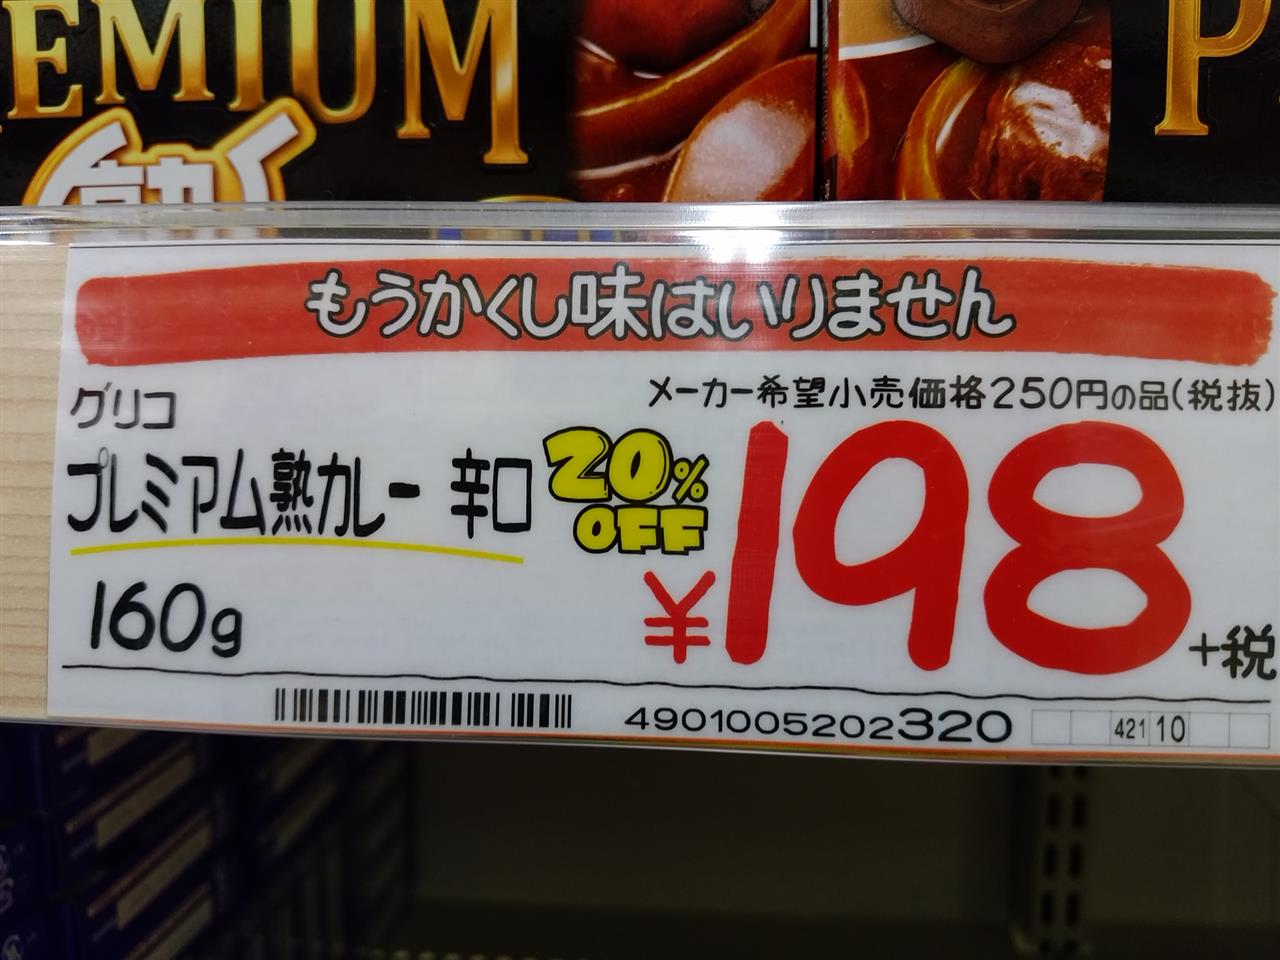 PREMIUM
P
熟
もうかくし味はいりません
グリコ
メーカー希望小売価格250円の品(税抜)
プレミアム熟カレー 辛口
20%
OFF
¥198
+税
160g
4901005202320
421 10